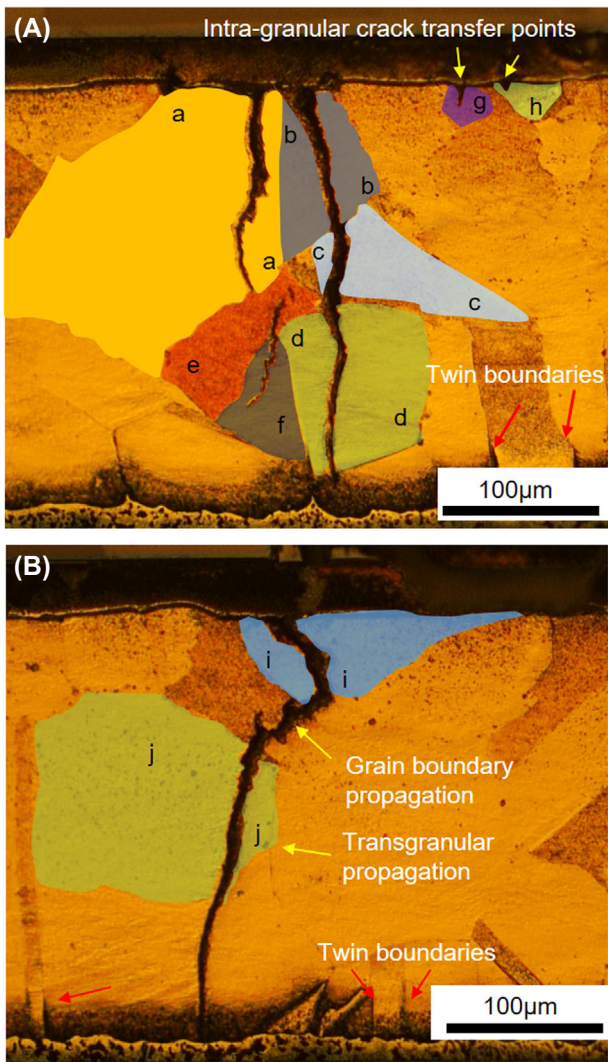 (A)
Intra-granular crack transfer points
a
g
h
b
b
c
a
c
d
e
Twin boundaries
f
d
100µm
(B)
i
i
j
Grain boundary
propagation
j
Transgranular
propagation
Twin boundaries
100µm